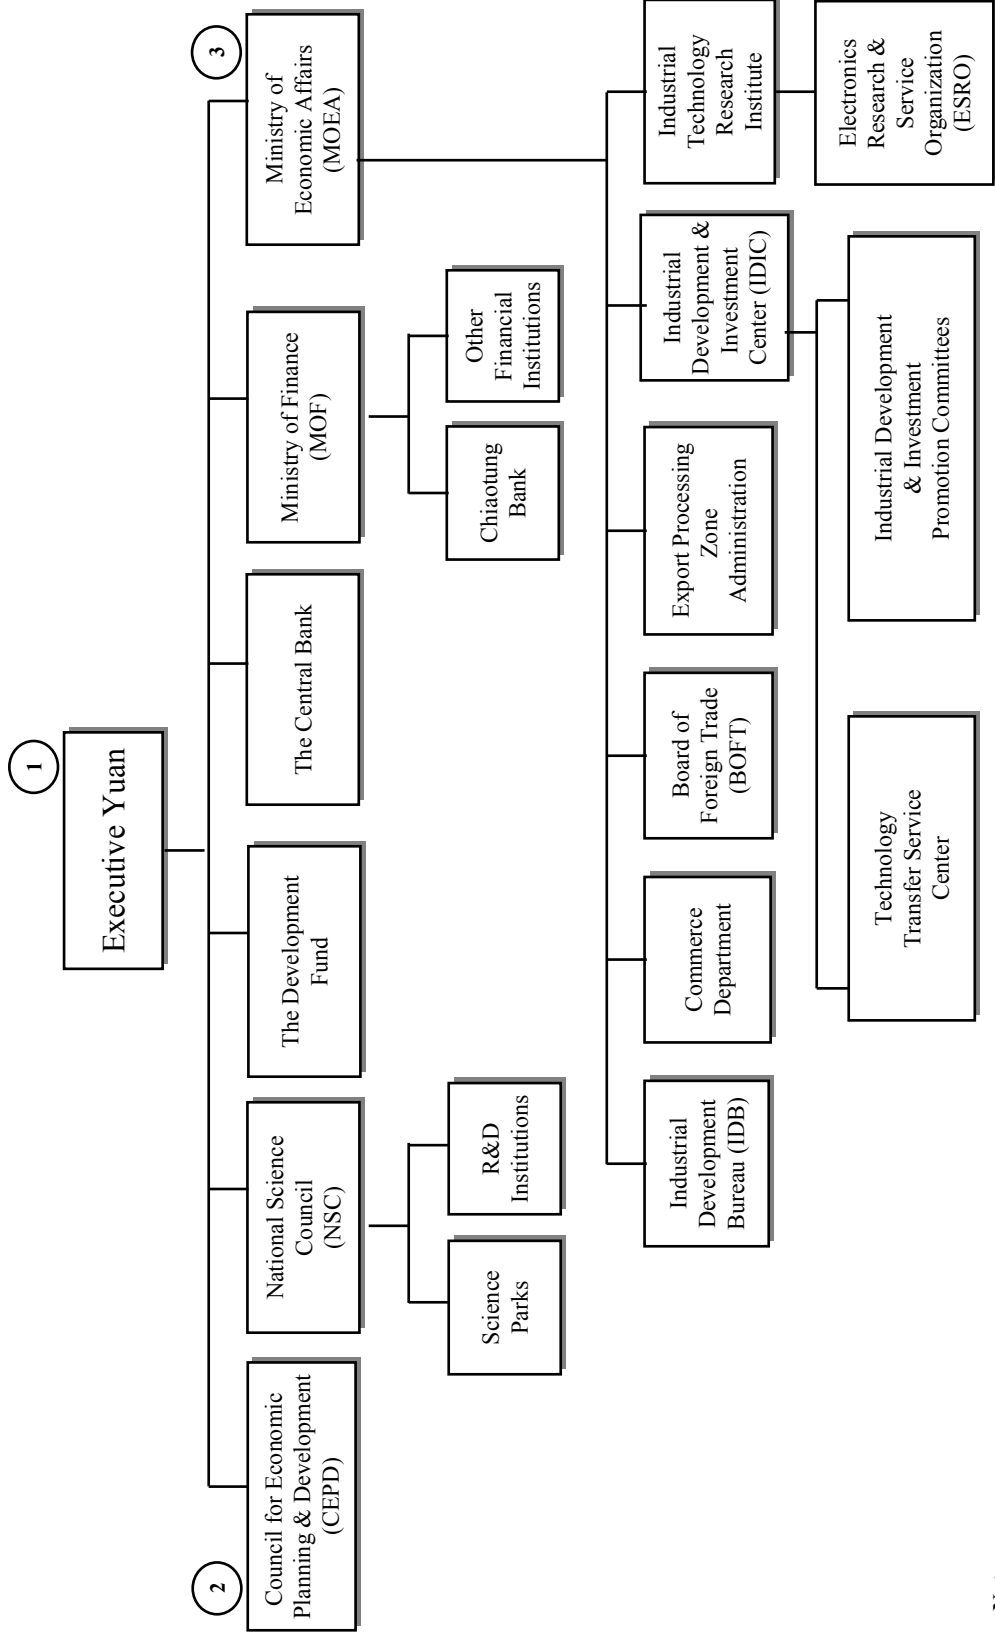 1
Executive Yuan
2
3
Council for Economic
Planning & Development
(CEPD)
National Science
Council
(NSC)
The Development
Fund
The Central Bank
Ministry of Finance
(MOF)
Ministry of
Economic Affairs
(MOEA)
Science
Parks
R&D
Institutions
Chiaotung
Bank
Other
Financial
Institutions
Industrial
Development
Bureau (IDB)
Commerce
Department
Board of
Foreign Trade
(BOFT)
Export Processing
Zone
Administration
Industrial
Development &
Investment
Center (IDIC)
Industrial
Technology
Research
Institute
Technology
Transfer Service
Center
Industrial Development
& Investment
Promotion Committees
Electronics
Research &
Service
Organization
(ESRO)